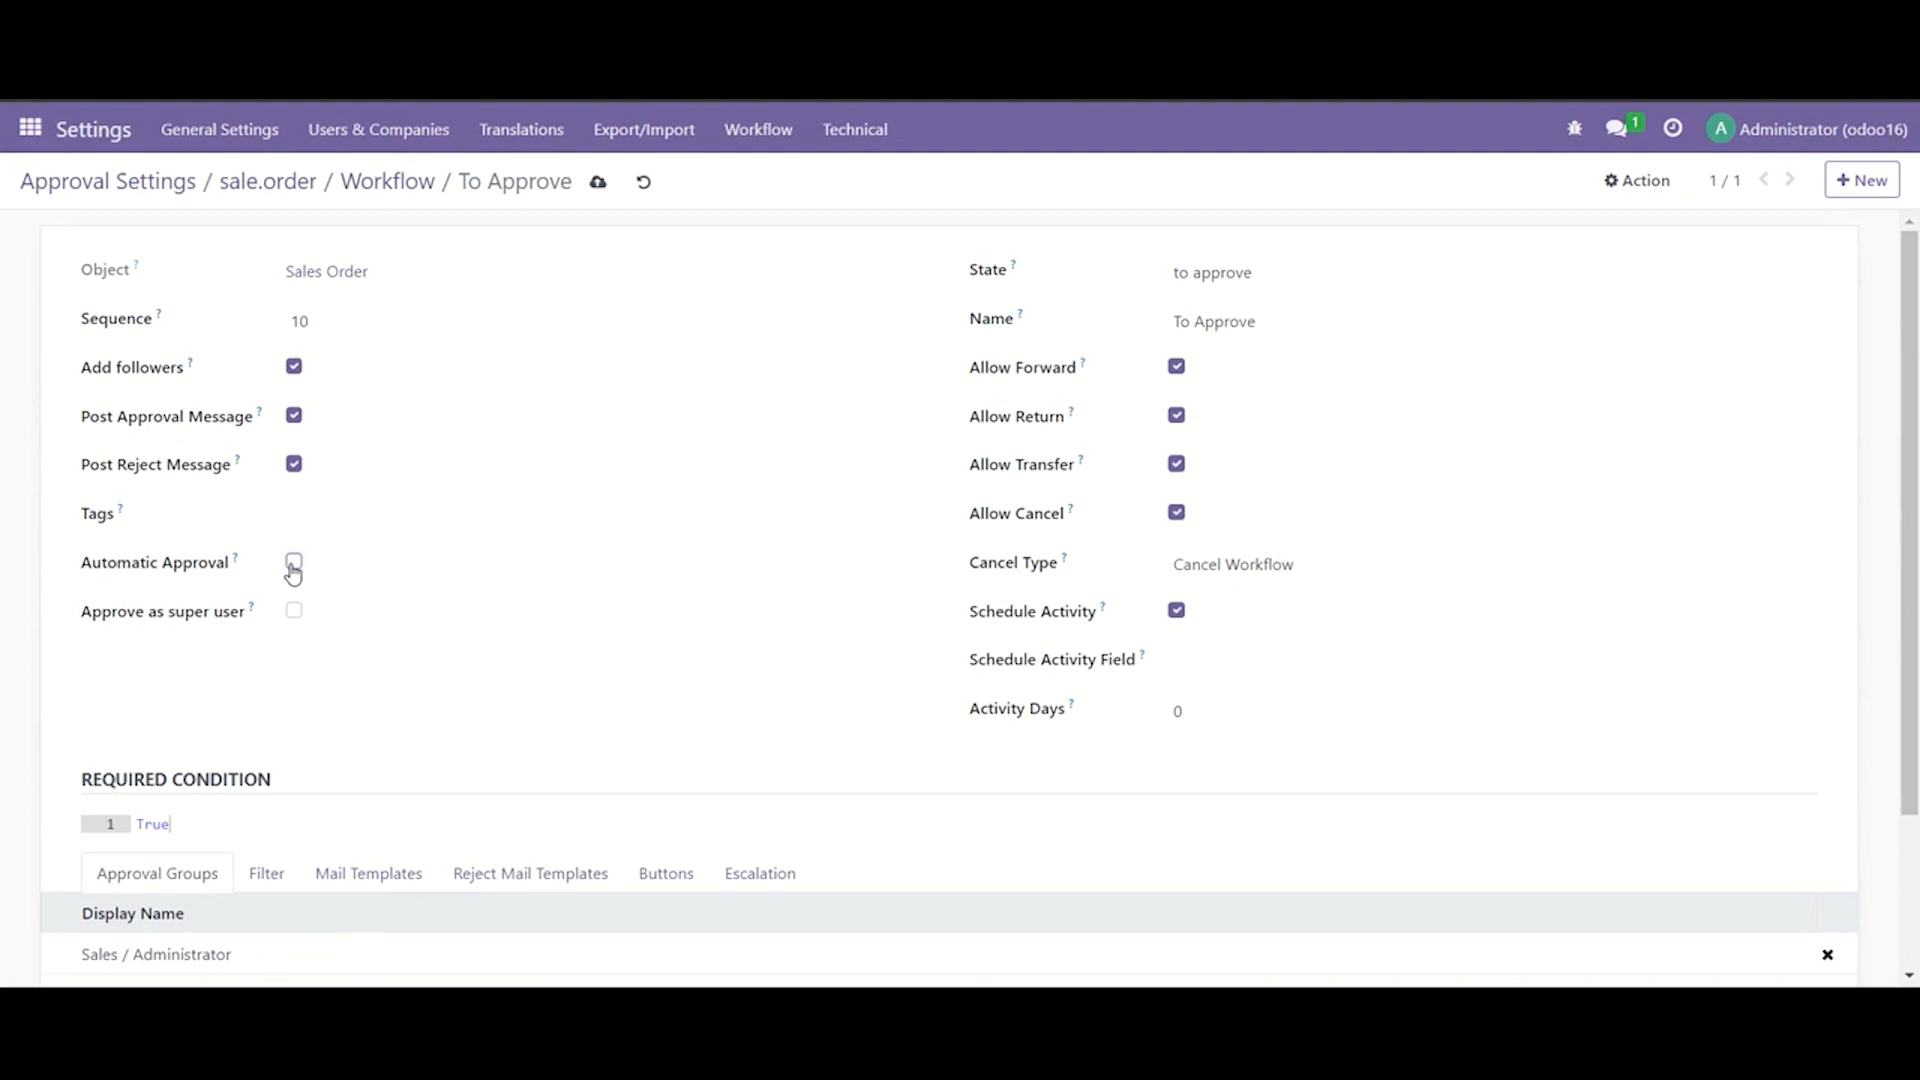 Settings General Settings Users & Companies Translations Export/Import Workflow Technical 1 A Administrator (odoo16)
Approval Settings / sale.order / Workflow / To Approve Action 1 / 1 + New
Object ? Sales Order State ? to approve
Sequence ? 10 Name ? To Approve
Add followers ? Allow Forward ?
Post Approval Message ? Allow Return ?
Post Reject Message ? Allow Transfer ?
Tags ? Allow Cancel ?
Automatic Approval ? Cancel Type ? Cancel Workflow
Approve as super user ? Schedule Activity ?
Schedule Activity Field ?
Activity Days ? 0
REQUIRED CONDITION
1 True
Approval Groups Filter Mail Templates Reject Mail Templates Buttons Escalation
Display Name
Sales / Administrator